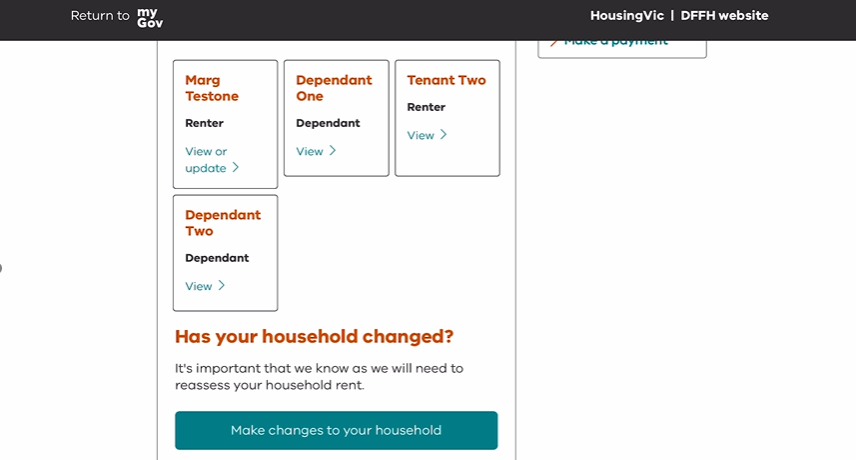 Return to my Gov
HousingVic | DFFH website
Make a payment
Marg
Testone
Renter
View or
update
Dependant
One
Dependant
View
Tenant Two
Renter
View
Dependant
Two
Dependant
View
Has your household changed?
It's important that we know as we will need to
reassess your household rent.
Make changes to your household